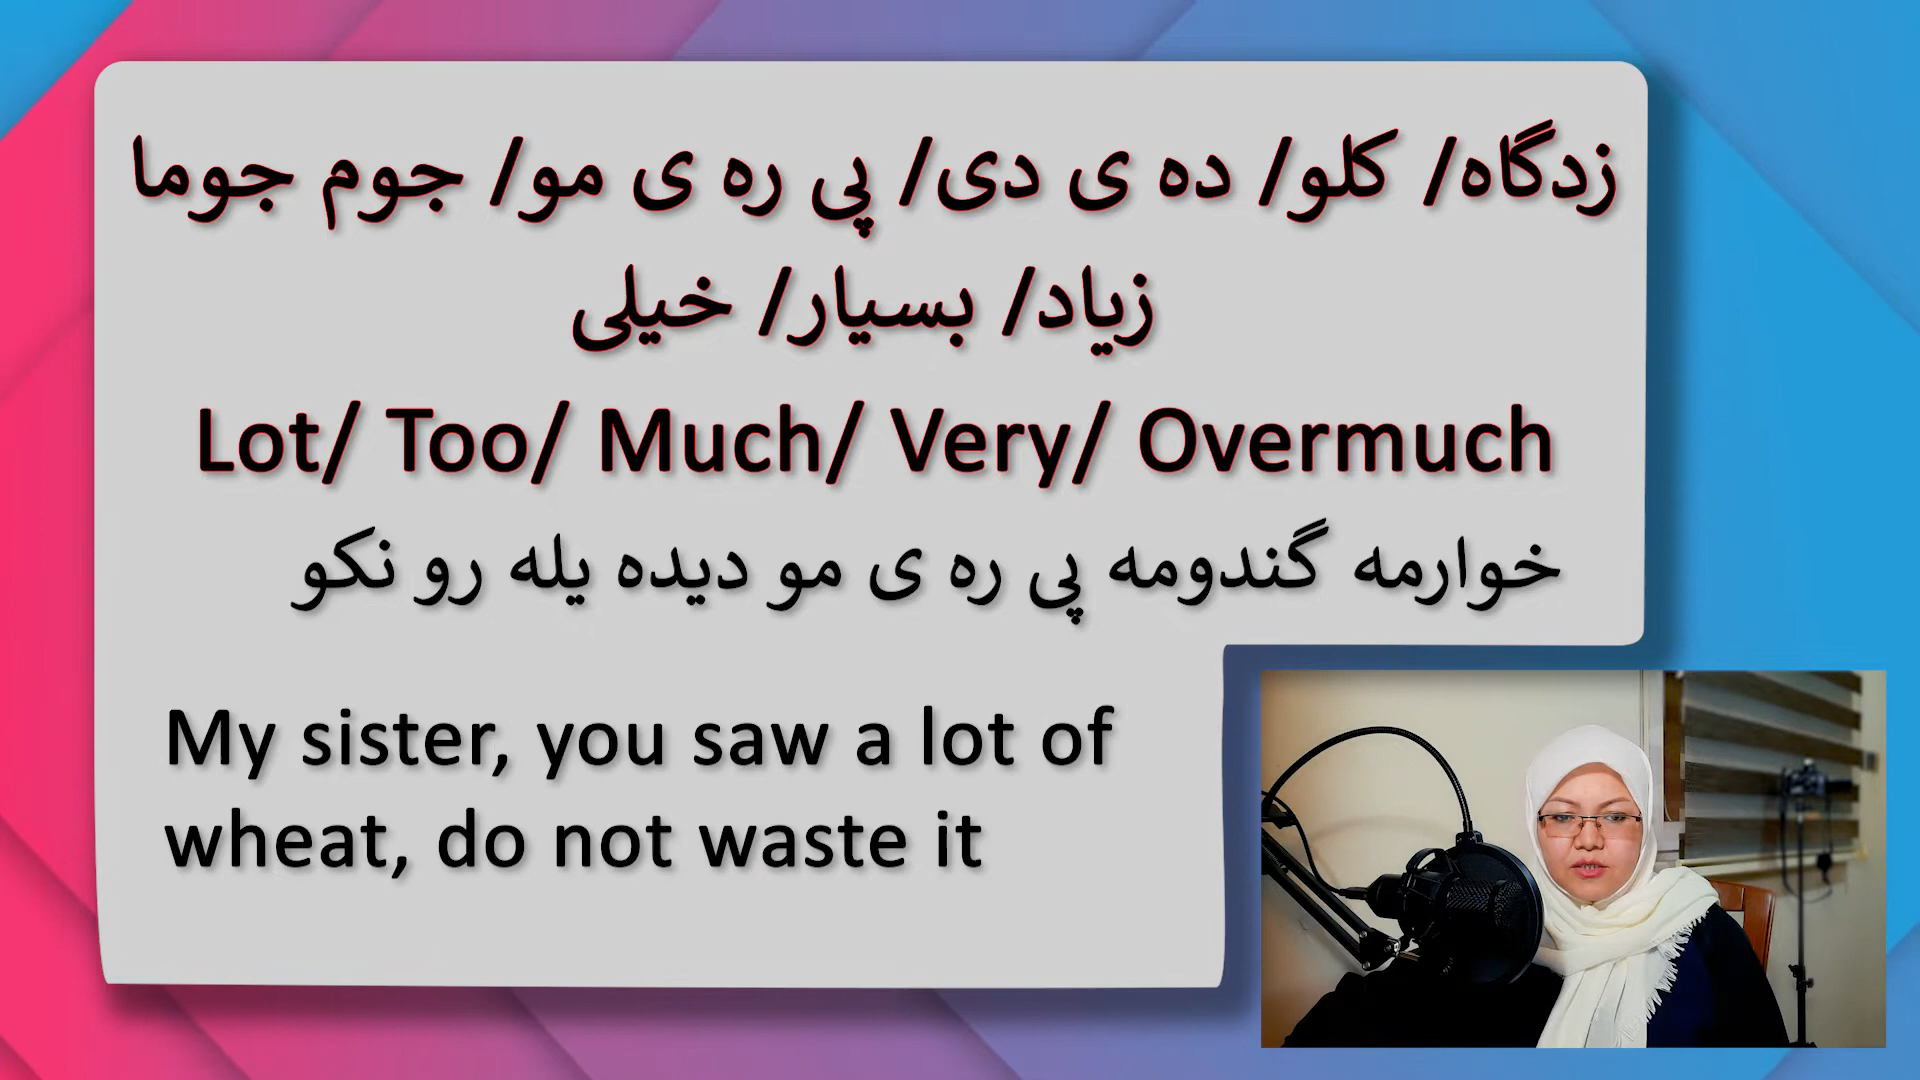 زدگاه/ کلو/ ده ی دی/ پی ره ی مو/ جوم جوما
زیاد/ بسیار/ خیلی
Lot/ Too/ Much/ Very/ Overmuch
خوارمه گندومه پی ره ی مو دیده یله رو نکو
My sister, you saw a lot of
wheat, do not waste it